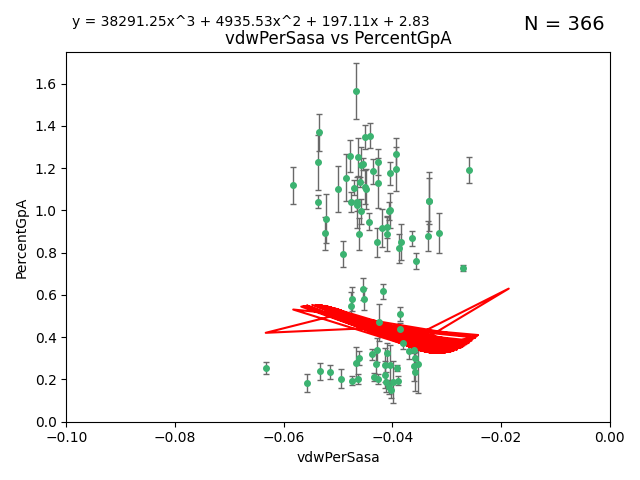 y = 38291.25x^3 + 4935.53x^2 + 197.11x + 2.83
N = 366
vdwPerSasa vs PercentGpA
PercentGpA
1.6
1.4
1.2
1.0
0.8
0.6
0.4
0.2
0.0
−0.10 −0.08 −0.06 −0.04 −0.02 0.00
vdwPerSasa